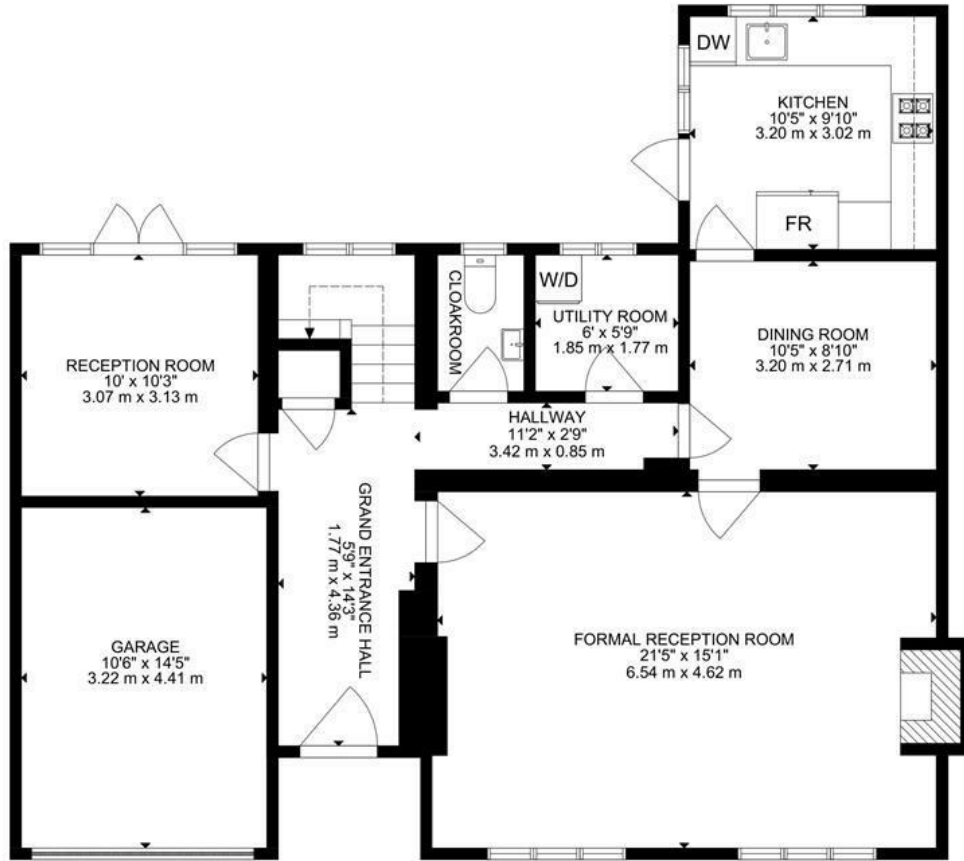 DW
KITCHEN
10'5" x 9'10"
3.20 m x 3.02 m
FR
RECEPTION ROOM
10' x 10'3"
3.07 m x 3.13 m
CLOAKROOM
W/D
UTILITY ROOM
6' x 5'9"
1.85 m x 1.77 m
DINING ROOM
10'5" x 8'10"
3.20 m x 2.71 m
HALLWAY
11'2" x 2'9"
3.42 m x 0.85 m
GRAND ENTRANCE HALL
5'9" x 14'3"
1.77 m x 4.36 m
GARAGE
10'6" x 14'5"
3.22 m x 4.41 m
FORMAL RECEPTION ROOM
21'5" x 15'1"
6.54 m x 4.62 m